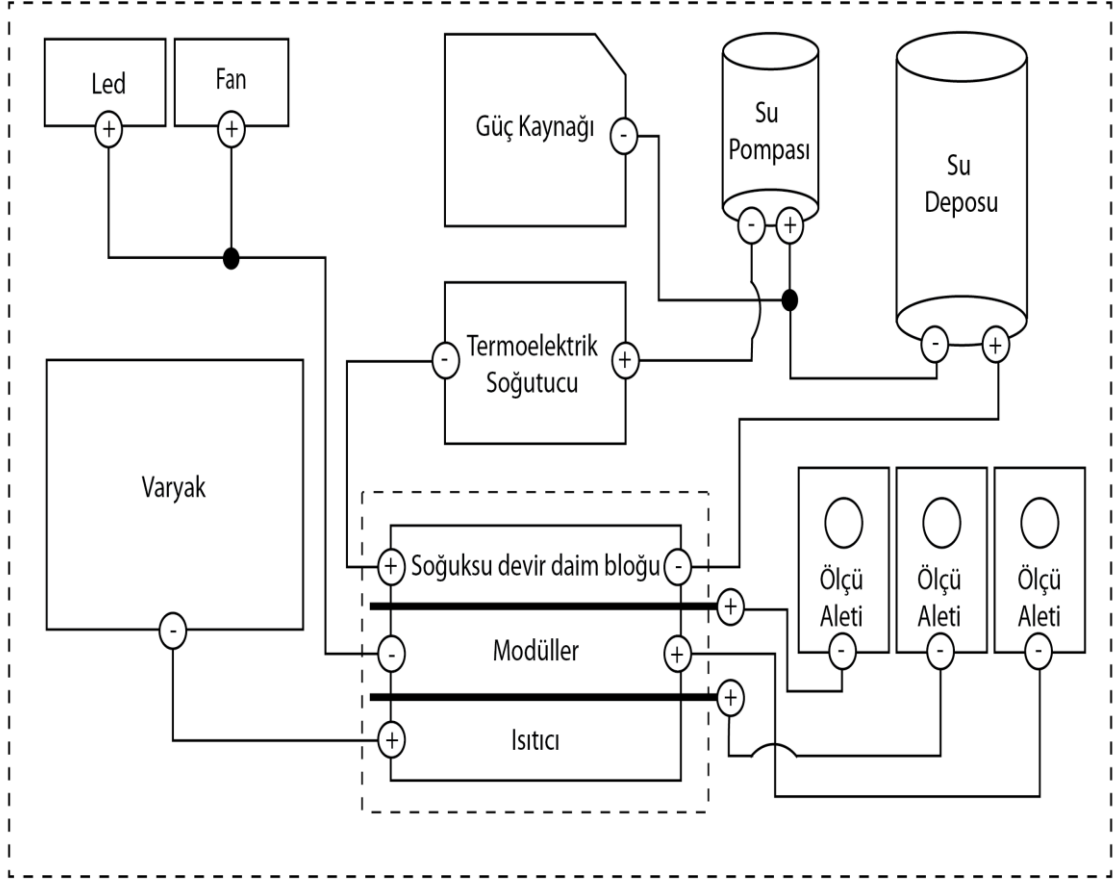 Led
+
Fan
+
Güç Kaynağı
-
Su
Pompası
-
+
Su
Deposu
-
+
-
Termoelektrik
Soğutucu
+
Varyak
-
+
Soğuksu devir daim bloğu
-
+
-
Modüller
+
+
+
Isıtıcı
Ölçü
Aleti
-
Ölçü
Aleti
-
Ölçü
Aleti
-